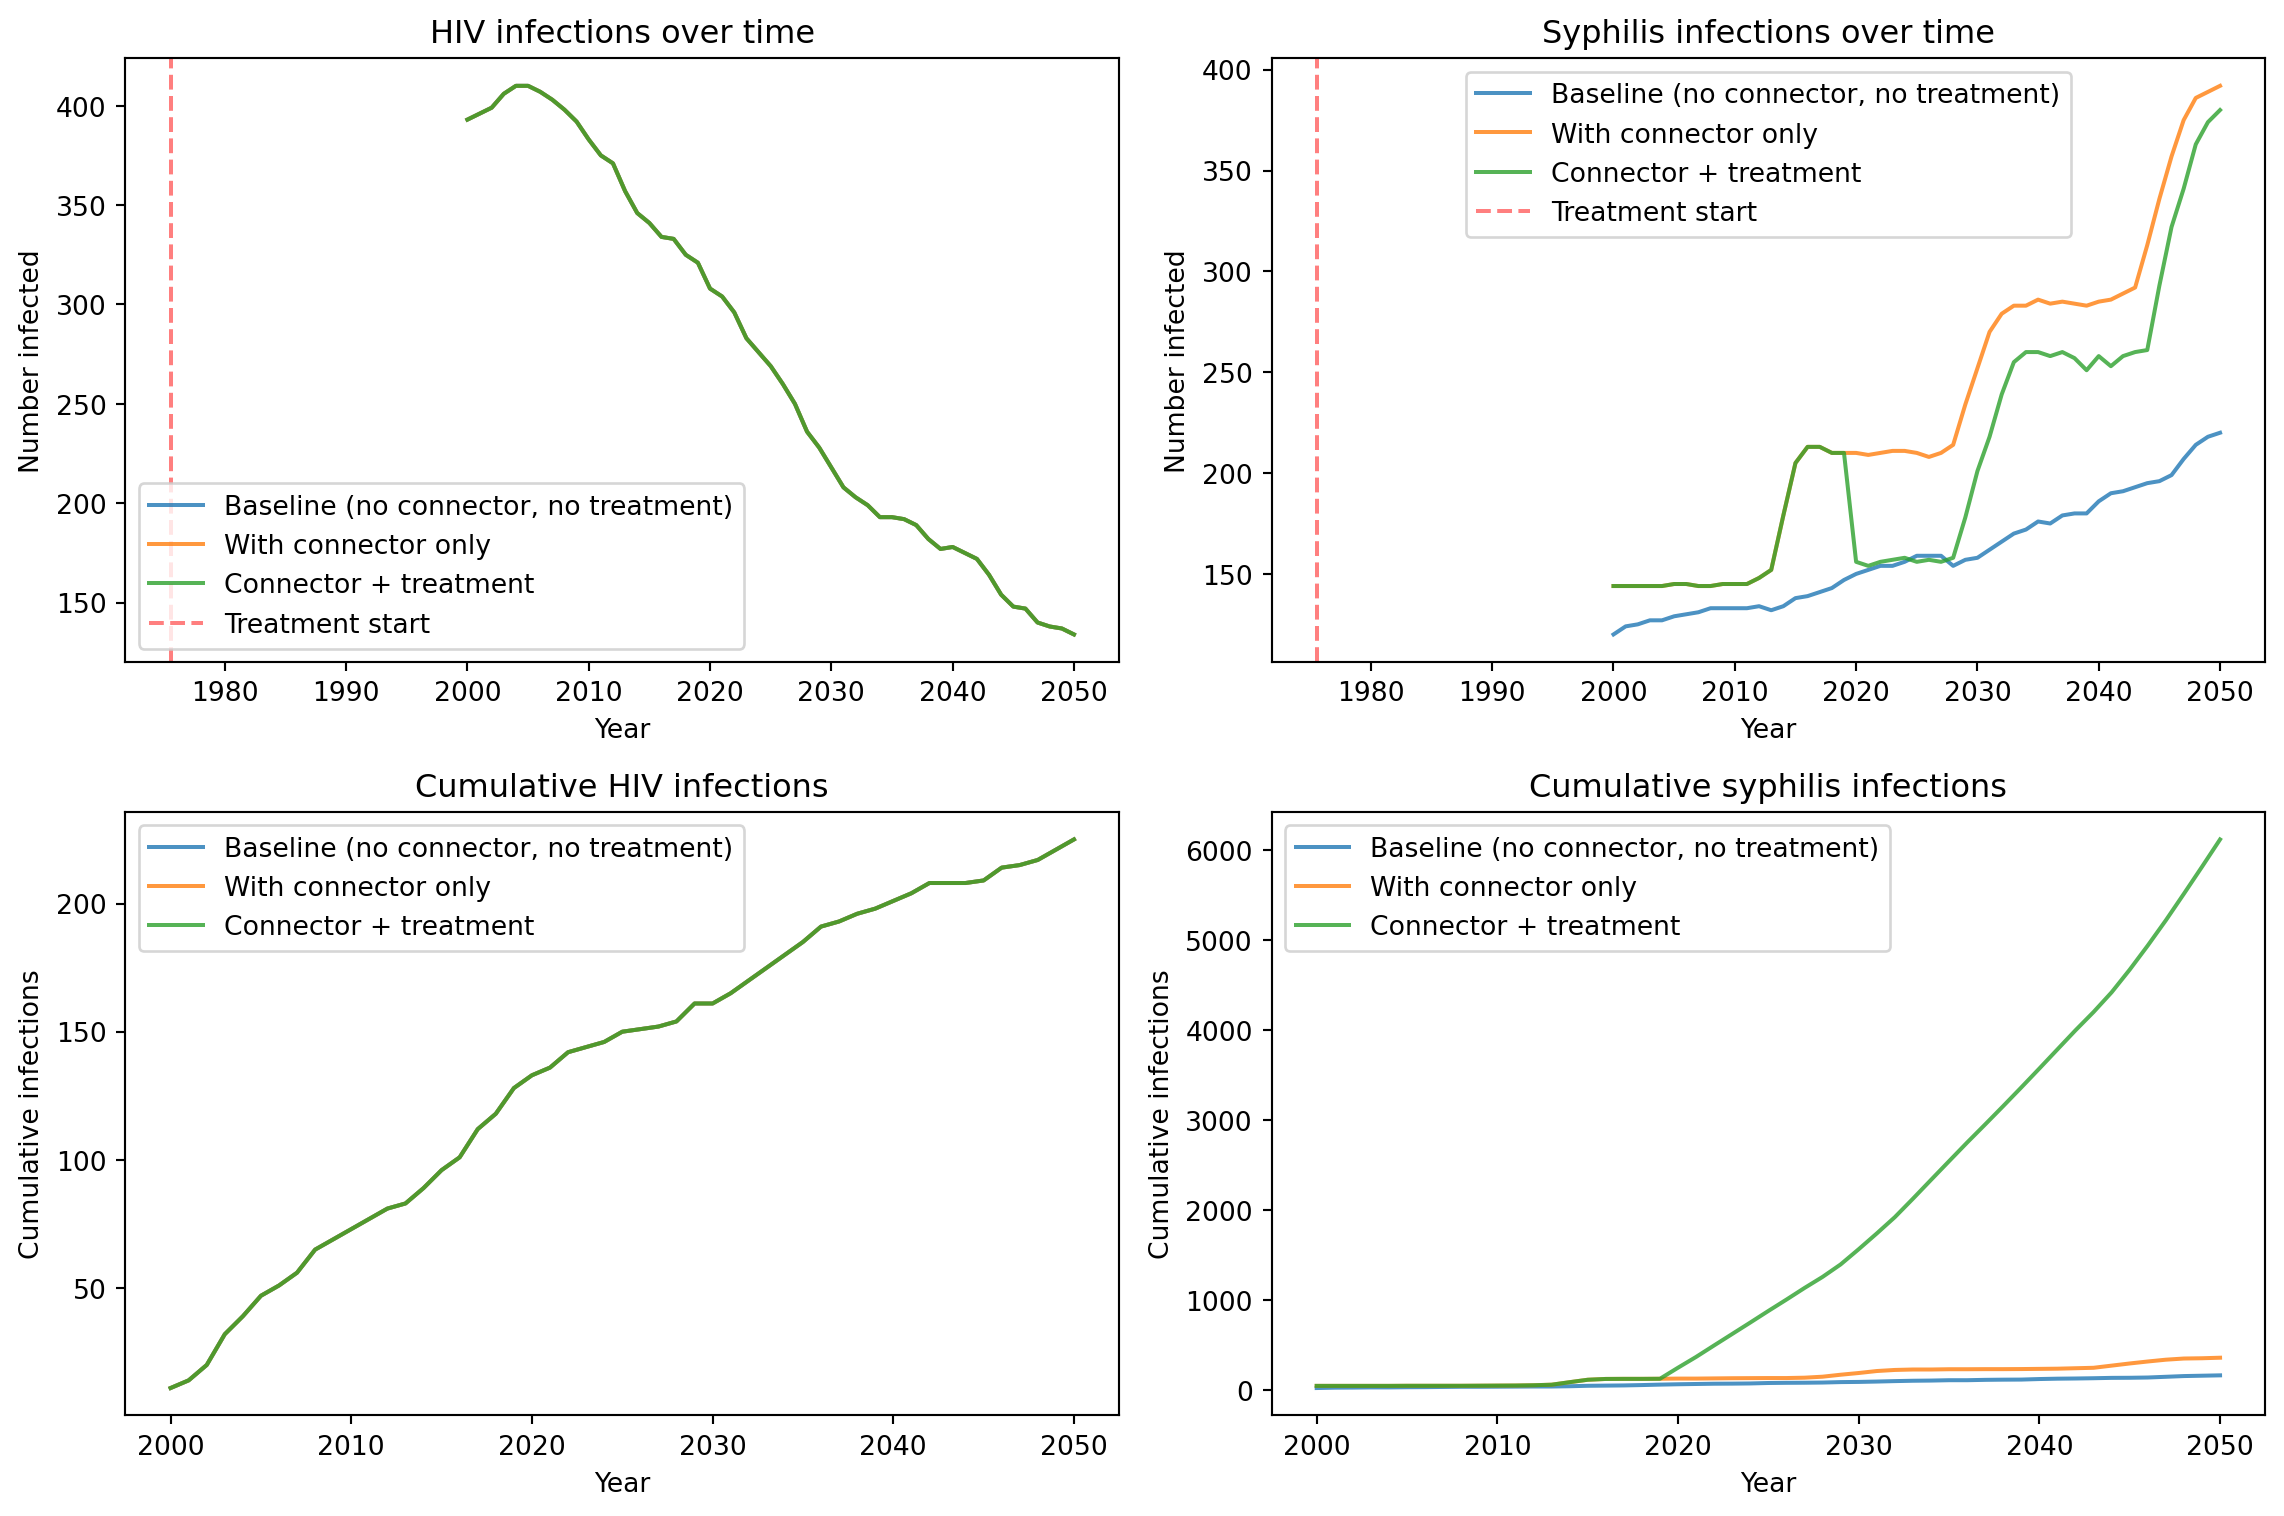 HIV infections over time
Number infected
400
350
300
250
200
150
Baseline (no connector, no treatment)
With connector only
Connector + treatment
Treatment start
1980 1990 2000 2010 2020 2030 2040 2050
Year
Syphilis infections over time
Number infected
400
350
300
250
200
150
Baseline (no connector, no treatment)
With connector only
Connector + treatment
Treatment start
1980 1990 2000 2010 2020 2030 2040 2050
Year
Cumulative HIV infections
Cumulative infections
200
150
100
50
Baseline (no connector, no treatment)
With connector only
Connector + treatment
2000 2010 2020 2030 2040 2050
Year
Cumulative syphilis infections
Cumulative infections
6000
5000
4000
3000
2000
1000
0
Baseline (no connector, no treatment)
With connector only
Connector + treatment
2000 2010 2020 2030 2040 2050
Year